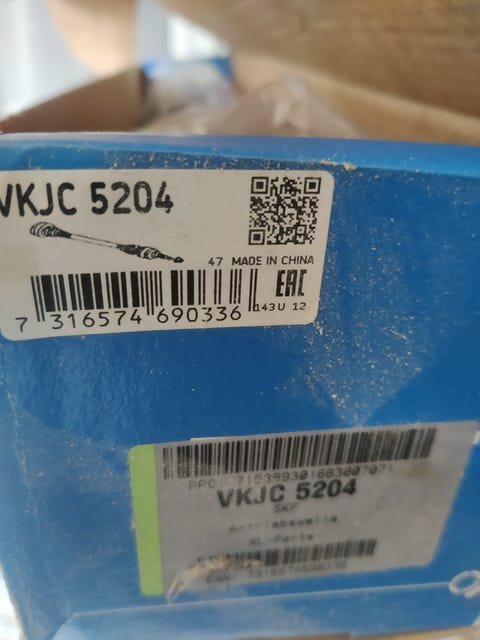 VKJC 5204
47 MADE IN CHINA
EAC
7 316574 690336
143U 12
VKJC 5204
SKF
Antriebswelle
XL-Parts